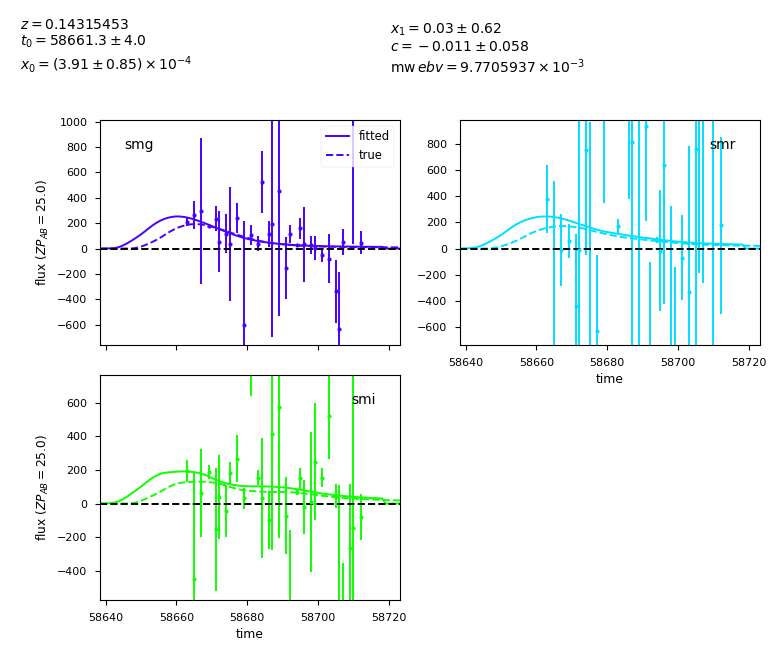 z = 0.14315453
t₀ = 58661.3 ± 4.0
x₀ = (3.91 ± 0.85) × 10⁻⁴
x₁ = 0.03 ± 0.62
c = −0.011 ± 0.058
mw ebv = 9.7705937 × 10⁻³
1000
800
600
400
200
0
−200
−400
−600
flux (ZP_AB = 25.0)
smg
fitted
true
800
600
400
200
0
−200
−400
−600
smr
58640 58660 58680 58700 58720
time
600
400
200
0
−200
−400
flux (ZP_AB = 25.0)
smi
58640 58660 58680 58700 58720
time